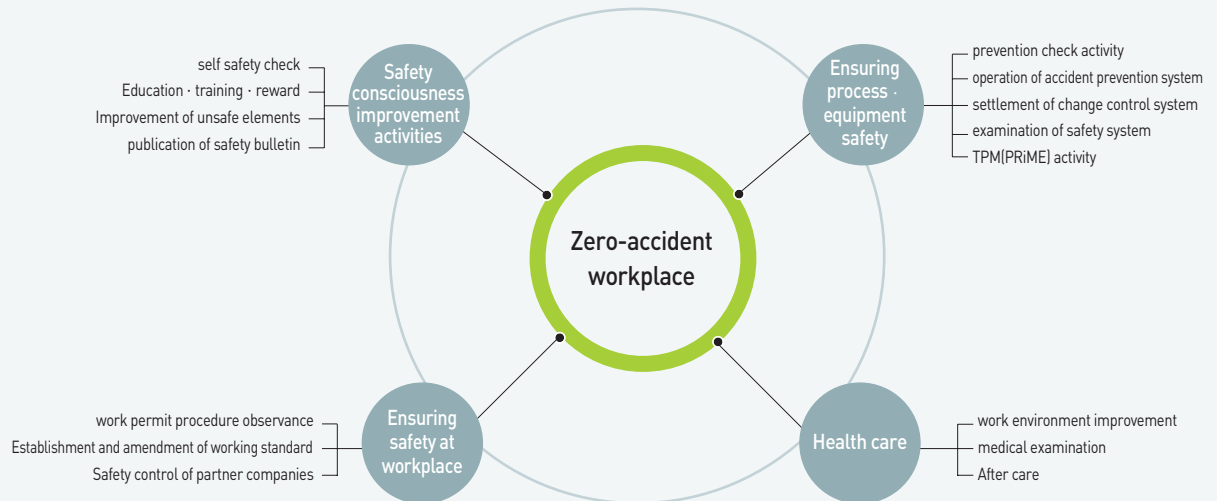 self safety check
Education · training · reward
Improvement of unsafe elements
publication of safety bulletin
Safety
consciousness
improvement
activities
Ensuring
process ·
equipment
safety
prevention check activity
operation of accident prevention system
settlement of change control system
examination of safety system
TPM(PRiME) activity
Zero-accident
workplace
work permit procedure observance
Establishment and amendment of working standard
Safety control of partner companies
Ensuring
safety at
workplace
Health care
work environment improvement
medical examination
After care